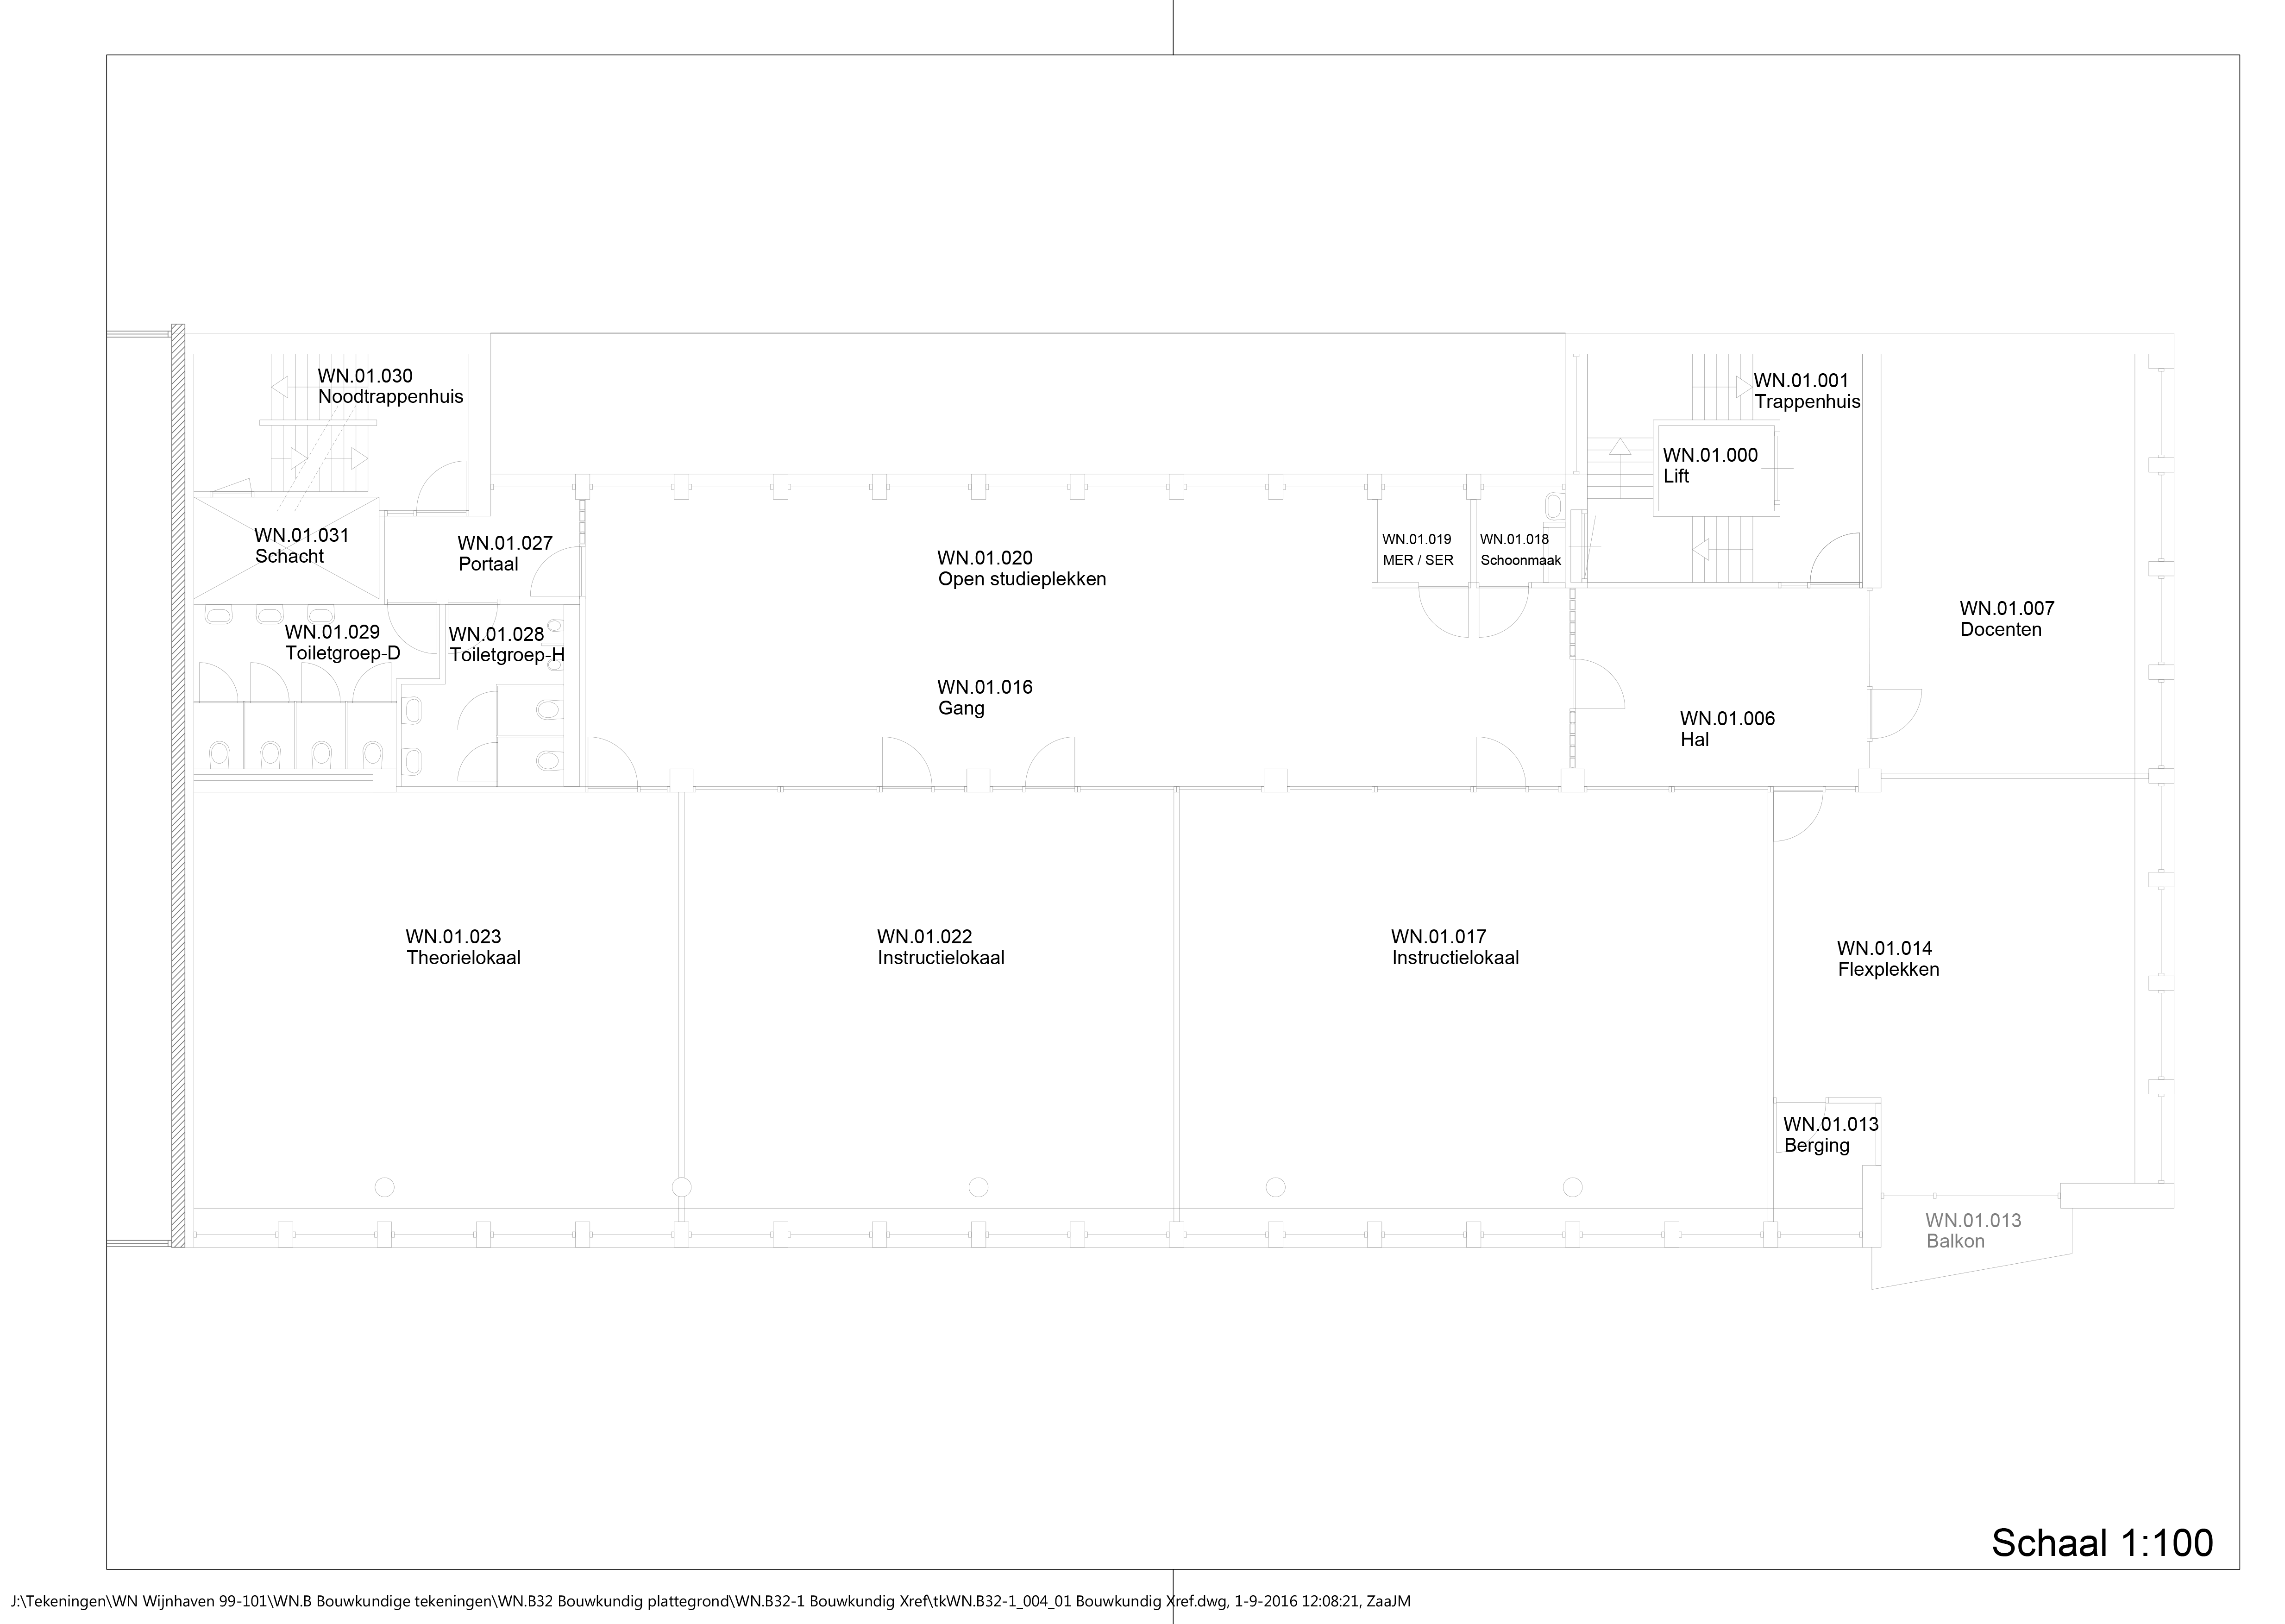 WN.01.030
Noodtrappenhuis
WN.01.001
Trappenhuis
WN.01.000
Lift
WN.01.031
Schacht
WN.01.027
Portaal
WN.01.020
Open studieplekken
WN.01.019
MER / SER
WN.01.018
Schoonmaak
WN.01.007
Docenten
WN.01.029
Toiletgroep-D
WN.01.028
Toiletgroep-H
WN.01.016
Gang
WN.01.006
Hal
WN.01.023
Theorielokaal
WN.01.022
Instructielokaal
WN.01.017
Instructielokaal
WN.01.014
Flexplekken
WN.01.013
Berging
WN.01.013
Balkon
Schaal 1:100
J:\Tekeningen\WN Wijnhaven 99-101\WN.B Bouwkundige tekeningen\WN.B32 Bouwkundig plattegrond\WN.B32-1 Bouwkundig Xref\tkWN.B32-1_004_01 Bouwkundig Xref.dwg, 1-9-2016 12:08:21, ZaaJM